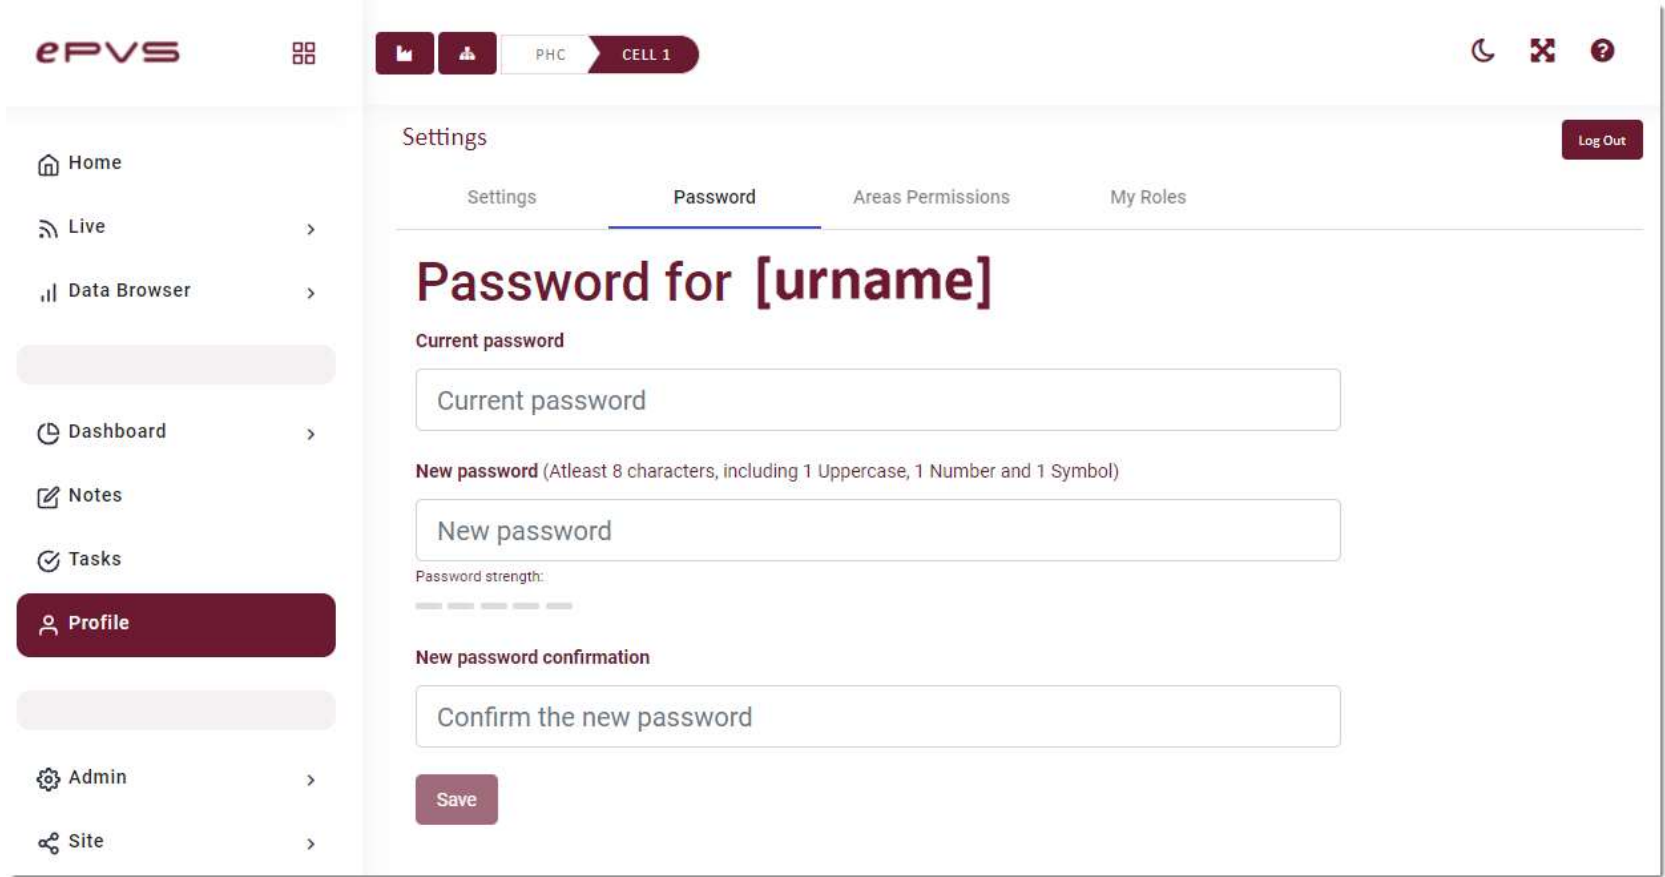 ePVS
PHC
CELL 1
Home
Live
Data Browser
Dashboard
Notes
Tasks
Profile
Admin
Site
Settings
Log Out
Settings
Password
Areas Permissions
My Roles
Password for [urname]
Current password
Current password
New password (Atleast 8 characters, including 1 Uppercase, 1 Number and 1 Symbol)
New password
Password strength:
New password confirmation
Confirm the new password
Save